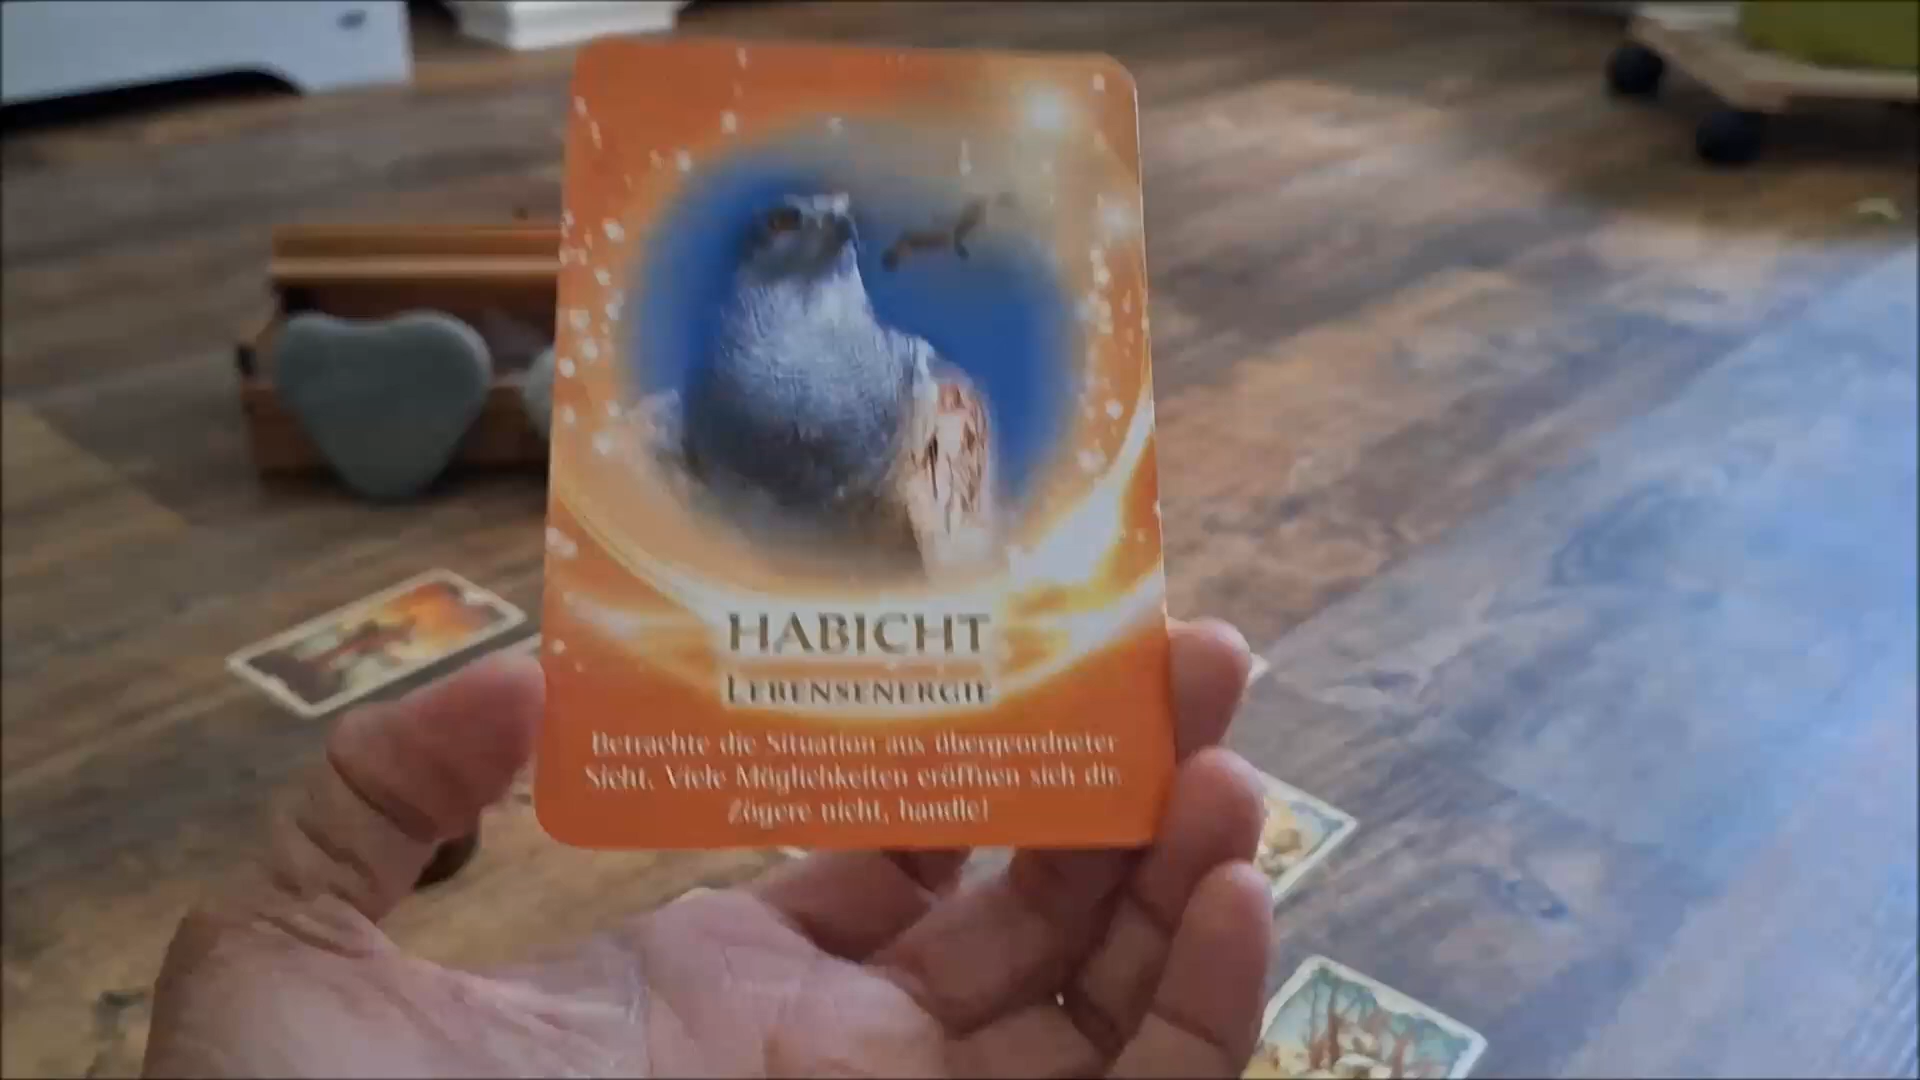 HABICHT
LEBENSENERGIE
Betrachte die Situation aus übergeordneter
Sicht. Viele Möglichkeiten eröffnen sich dir.
Zögere nicht, handle!